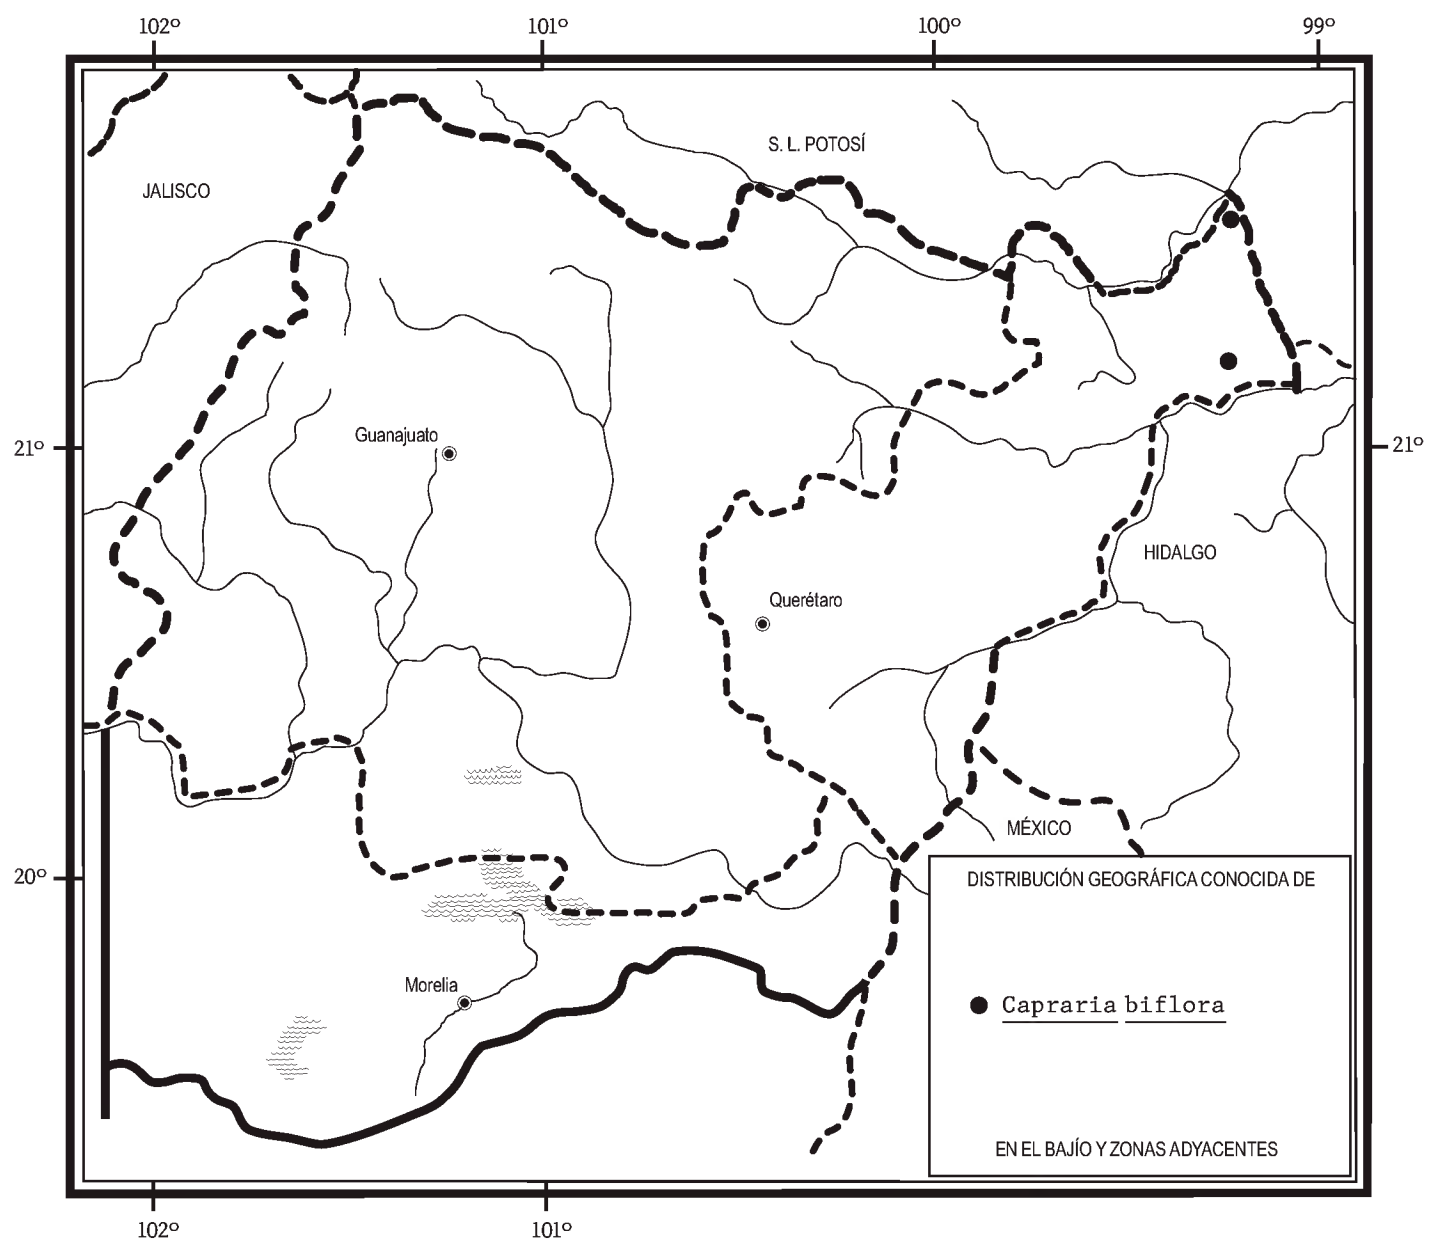 102º 101º 100º 99º
S. L. POTOSÍ
JALISCO
Guanajuato
21º 21º
HIDALGO
Querétaro
MÉXICO
20º
DISTRIBUCIÓN GEOGRÁFICA CONOCIDA DE
Morelia
Capraria biflora
EN EL BAJÍO Y ZONAS ADYACENTES
102º 101º